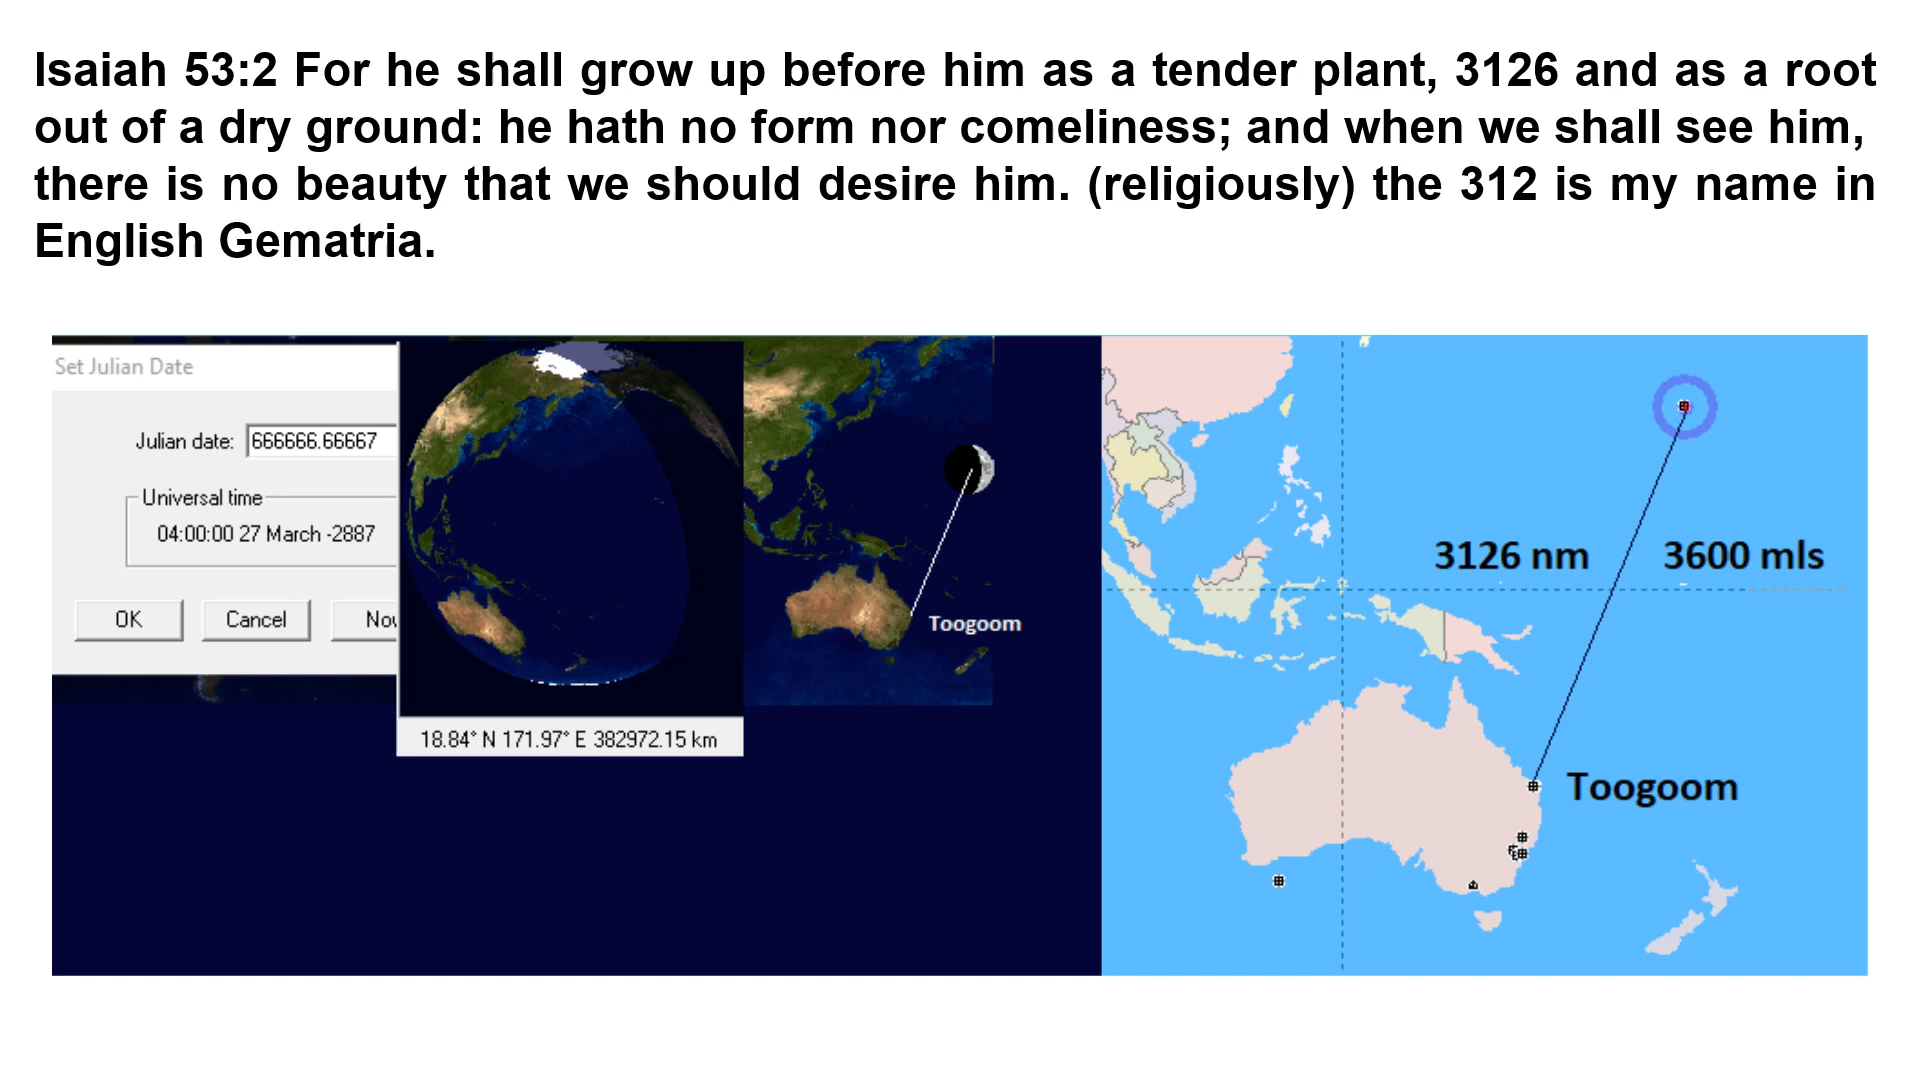 Isaiah 53:2 For he shall grow up before him as a tender plant, 3126 and as a root
out of a dry ground: he hath no form nor comeliness; and when we shall see him,
there is no beauty that we should desire him. (religiously) the 312 is my name in
English Gematria.
Set Julian Date
Julian date: 666666.66667
Universal time
04:00:00 27 March -2887
OK Cancel Nov
18.84° N 171.97° E 382972.15 km
Toogoom
3126 nm 3600 mls
Toogoom